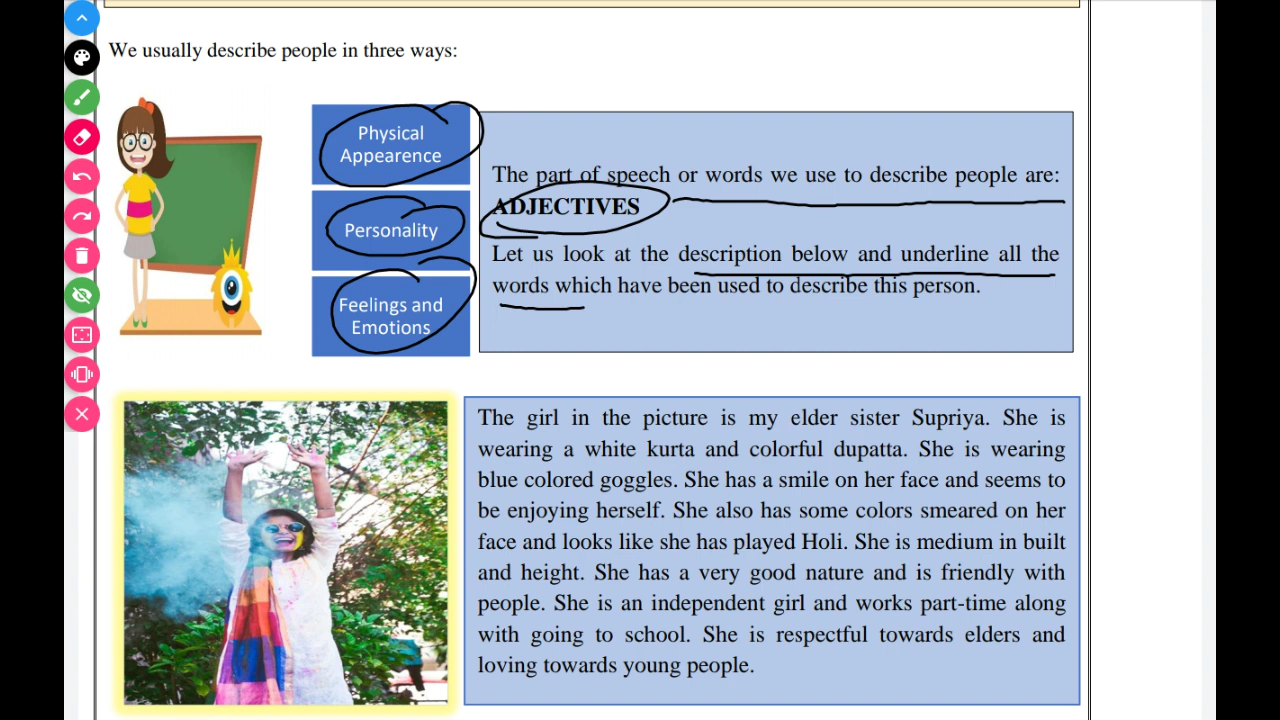 We usually describe people in three ways:
Physical
Appearence
Personality
Feelings and
Emotions
The part of speech or words we use to describe people are:
ADJECTIVES
Let us look at the description below and underline all the
words which have been used to describe this person.
The girl in the picture is my elder sister Supriya. She is
wearing a white kurta and colorful dupatta. She is wearing
blue colored goggles. She has a smile on her face and seems to
be enjoying herself. She also has some colors smeared on her
face and looks like she has played Holi. She is medium in built
and height. She has a very good nature and is friendly with
people. She is an independent girl and works part-time along
with going to school. She is respectful towards elders and
loving towards young people.